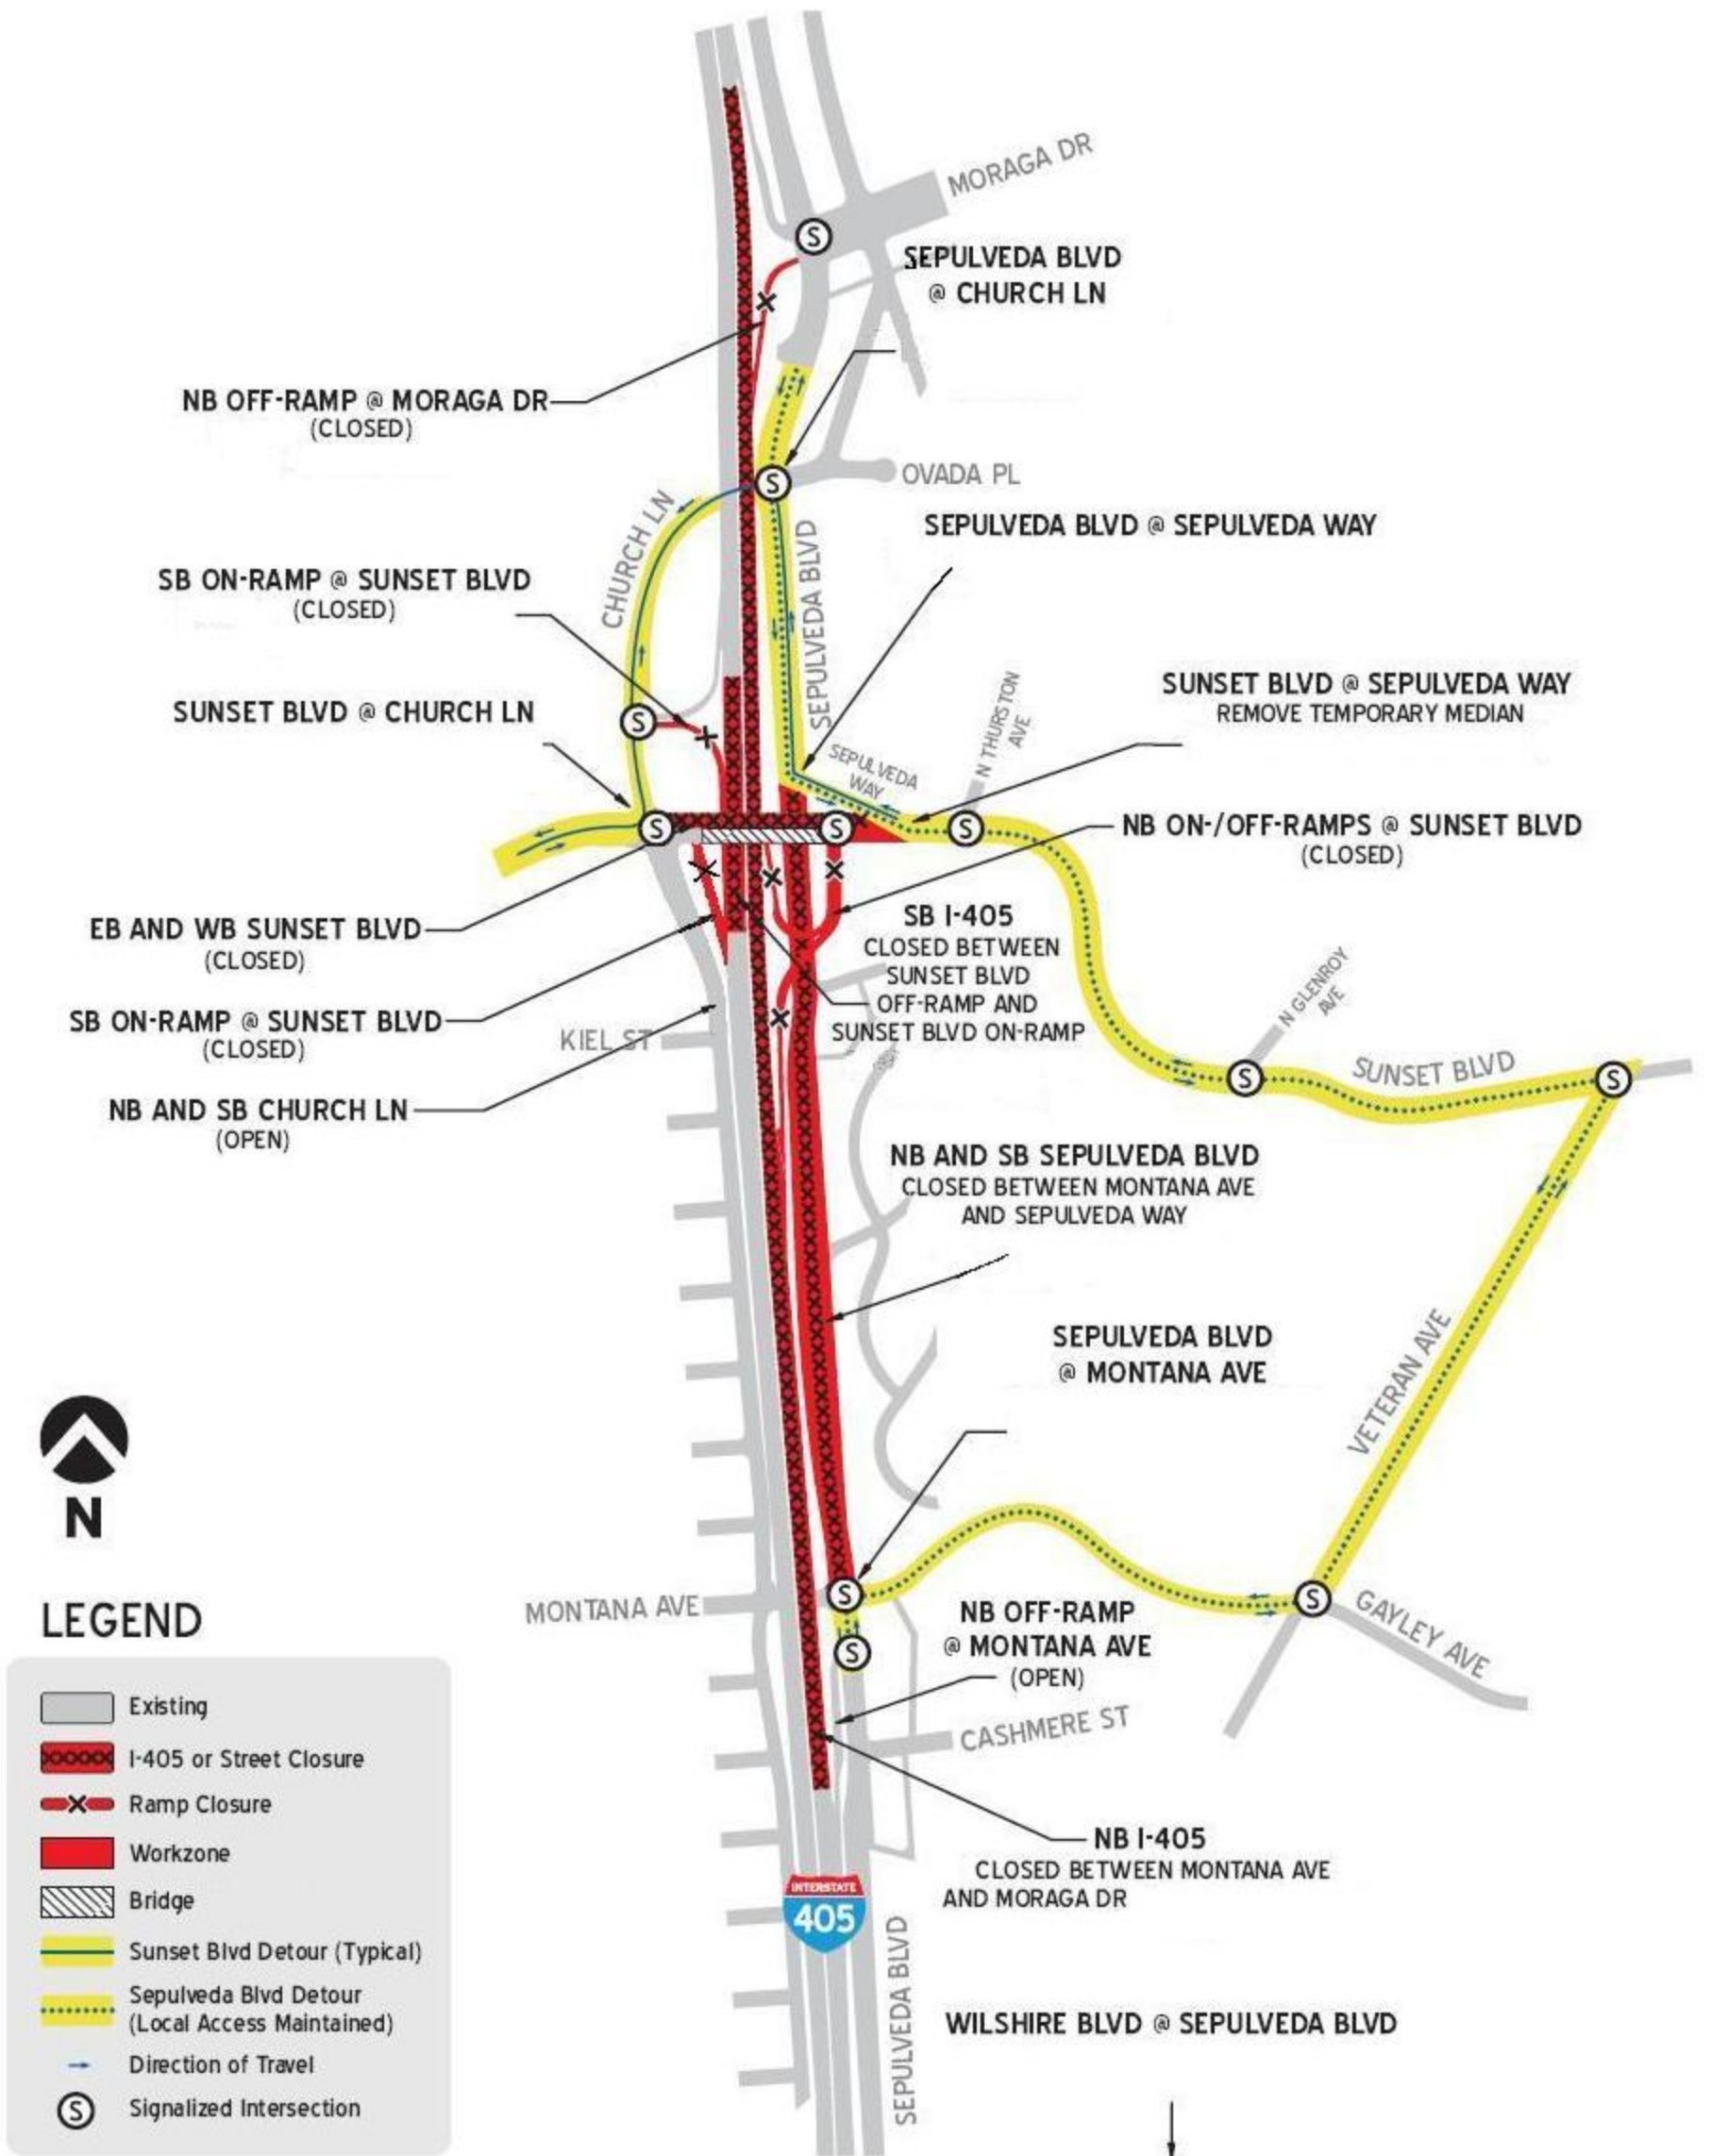 MORAGA DR
S
SEPULVEDA BLVD
@ CHURCH LN
NB OFF-RAMP @ MORAGA DR
(CLOSED)
S
OVADA PL
CHURCH LN
SEPULVEDA BLVD
SEPULVEDA BLVD @ SEPULVEDA WAY
SB ON-RAMP @ SUNSET BLVD
(CLOSED)
SUNSET BLVD @ CHURCH LN
S
SEPULVEDA
WAY
N THURSTON
AVE
SUNSET BLVD @ SEPULVEDA WAY
REMOVE TEMPORARY MEDIAN
S
S
S
NB ON-/OFF-RAMPS @ SUNSET BLVD
(CLOSED)
EB AND WB SUNSET BLVD
(CLOSED)
SB I-405
CLOSED BETWEEN
SUNSET BLVD
OFF-RAMP AND
SUNSET BLVD ON-RAMP
SB ON-RAMP @ SUNSET BLVD
(CLOSED)
KIEL ST
N GLENROY
AVE
S
SUNSET BLVD
S
NB AND SB CHURCH LN
(OPEN)
NB AND SB SEPULVEDA BLVD
CLOSED BETWEEN MONTANA AVE
AND SEPULVEDA WAY
SEPULVEDA BLVD
@ MONTANA AVE
VETERAN AVE
N
MONTANA AVE
S
S
S
GAYLEY AVE
NB OFF-RAMP
@ MONTANA AVE
(OPEN)
CASHMERE ST
NB I-405
CLOSED BETWEEN MONTANA AVE
AND MORAGA DR
INTERSTATE
405
SEPULVEDA BLVD
WILSHIRE BLVD @ SEPULVEDA BLVD
LEGEND
Existing
I-405 or Street Closure
Ramp Closure
Workzone
Bridge
Sunset Blvd Detour (Typical)
Sepulveda Blvd Detour
(Local Access Maintained)
Direction of Travel
S Signalized Intersection